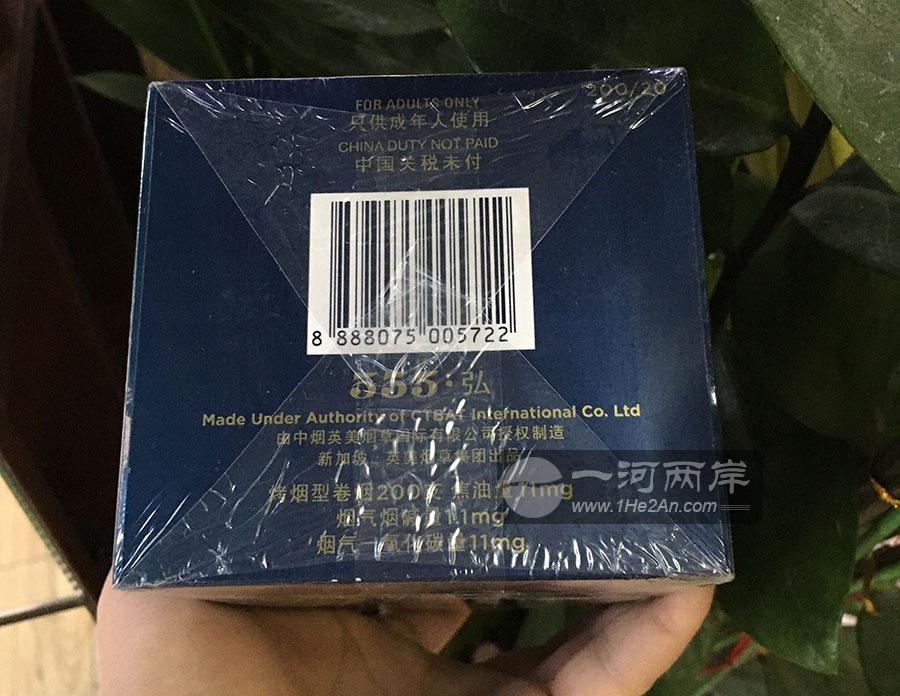 200/20
FOR ADULTS ONLY
只供成年人使用
CHINA DUTY NOT PAID
中国关税未付
8 888075 005722
555·弘
Made Under Authority of CTBAT International Co. Ltd
由中烟英美烟草国际有限公司授权制造
新加坡 英美烟草集团出品
烤烟型卷烟200支 焦油量11mg
烟气烟碱量1.1mg
烟气一氧化碳量11mg
一河两岸
www.1He2An.com